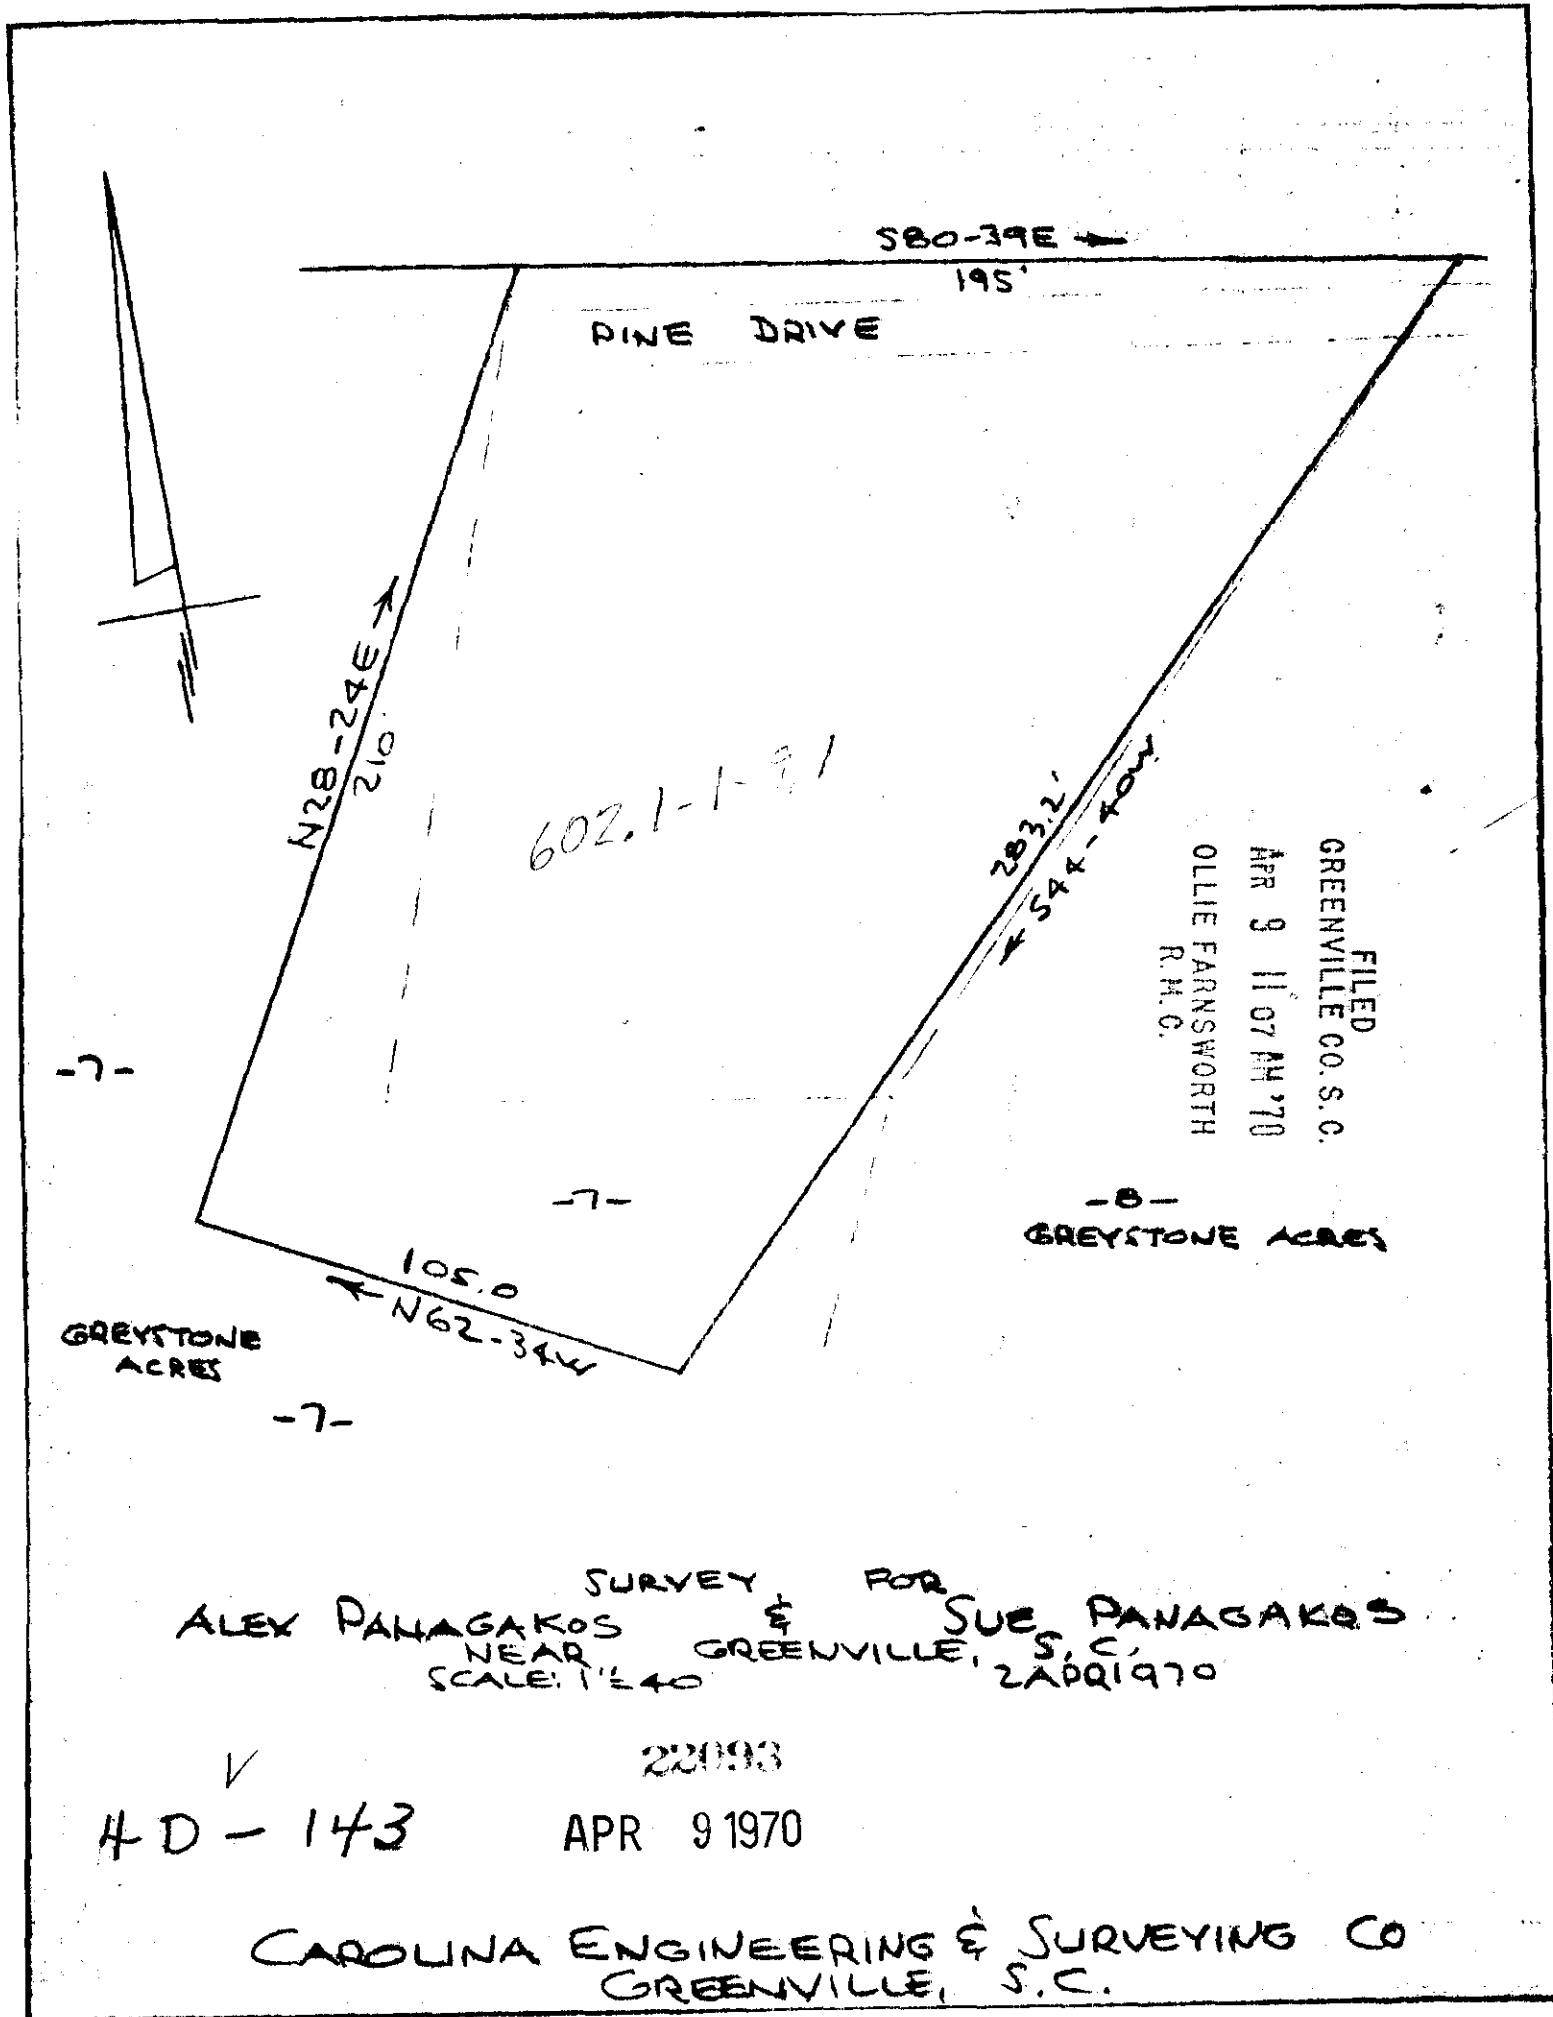 S80-39E
195'
PINE DRIVE
N28-24E
210'
602.1-1-91
283.2'
S44-40W
FILED
GREENVILLE CO. S. C.
APR 9 11 07 AM '70
OLLIE FARNSWORTH
R. M. C.
-7-
-7-
-8-
GREYSTONE ACRES
105.0
N62-34W
GREYSTONE
ACRES
-7-
SURVEY FOR
ALEX PANAGAKOS & SUE PANAGAKOS
NEAR GREENVILLE, S. C.
SCALE: 1"=40 2APR1970
22093
4D - 143
APR 9 1970
CAROLINA ENGINEERING & SURVEYING CO
GREENVILLE, S.C.